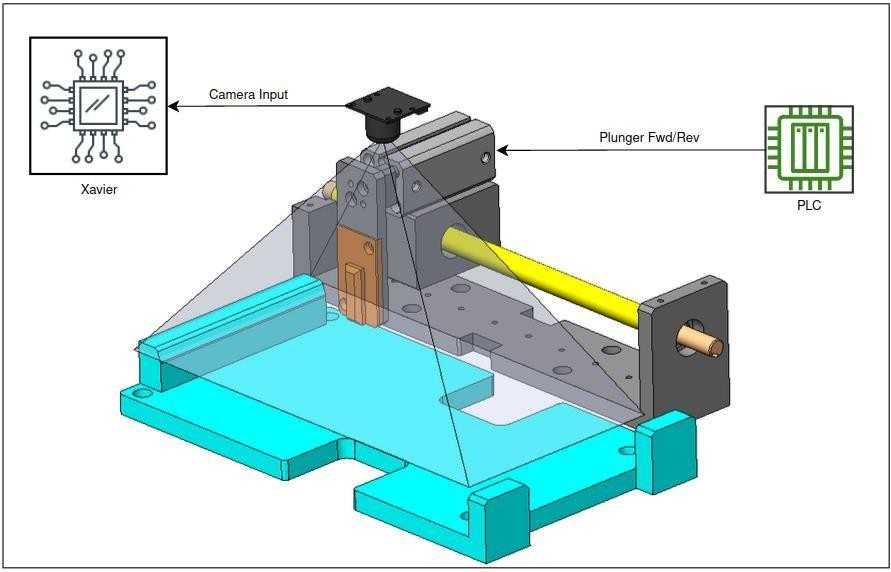 Camera Input
Plunger Fwd/Rev
Xavier
PLC